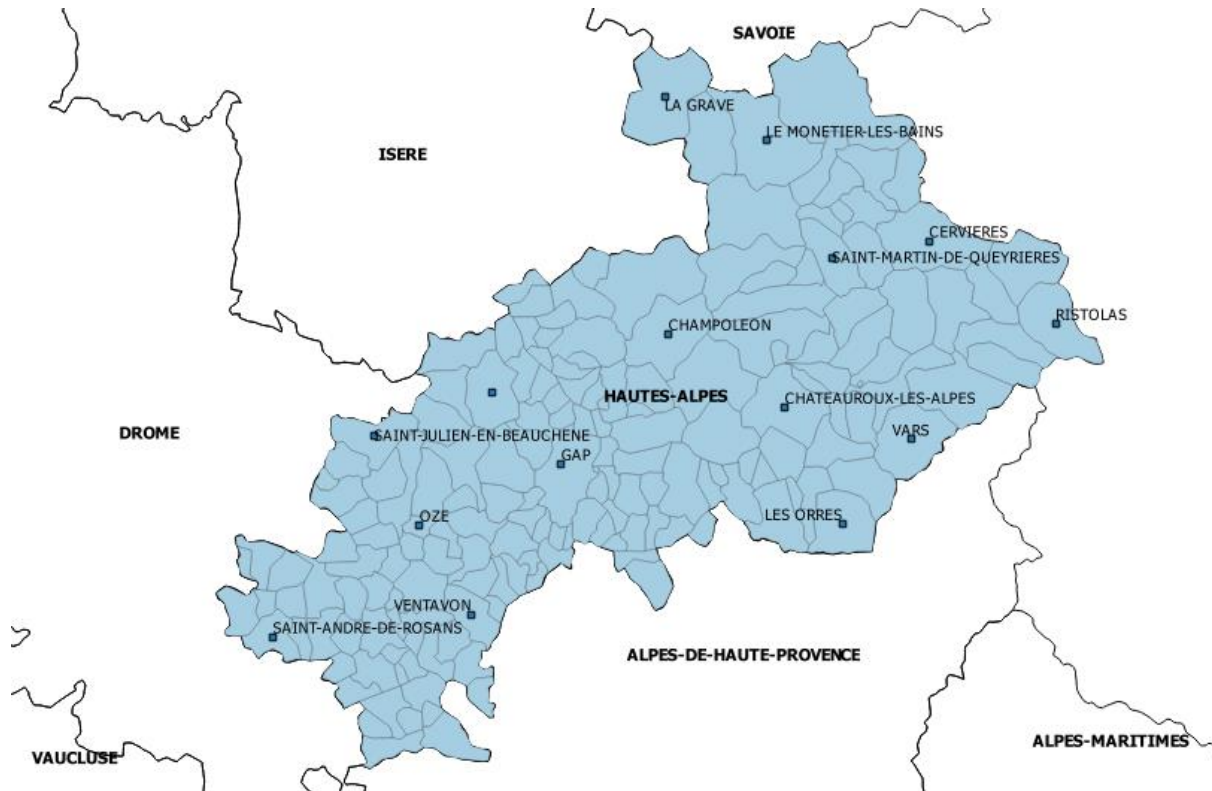 SAVOIE
LA GRAVE
LE MONETIER-LES-BAINS
ISERE
CERVIERES
SAINT-MARTIN-DE-QUEYRIERES
RISTOLAS
CHAMPOLEON
HAUTES-ALPES
CHATEAUROUX-LES-ALPES
DROME
VARS
SAINT-JULIEN-EN-BEAUCHENE
GAP
OZE
LES ORRES
VENTAVON
SAINT-ANDRE-DE-ROSANS
ALPES-DE-HAUTE-PROVENCE
ALPES-MARITIMES
VAUCLUSE